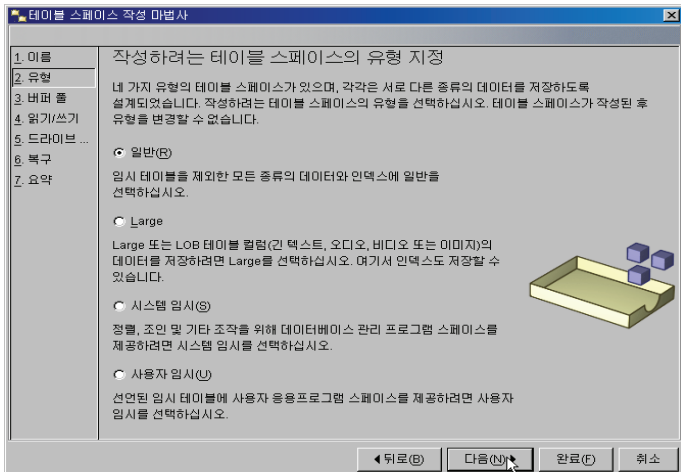 테이블 스페이스 작성 마법사
1. 이름
2. 유형
3. 버퍼 풀
4. 읽기/쓰기
5. 드라이브 ...
6. 복구
7. 요약
작성하려는 테이블 스페이스의 유형 지정
네 가지 유형의 테이블 스페이스가 있으며, 각각은 서로 다른 종류의 데이터를 저장하도록
설계되었습니다. 작성하려는 테이블 스페이스의 유형을 선택하십시오. 테이블 스페이스가 작성된 후
유형을 변경할 수 없습니다.
일반(R)
임시 테이블을 제외한 모든 종류의 데이터와 인덱스에 일반을
선택하십시오.
Large
Large 또는 LOB 테이블 컬럼(긴 텍스트, 오디오, 비디오 또는 이미지)의
데이터를 저장하려면 Large를 선택하십시오. 여기서 인덱스도 저장할 수
있습니다.
시스템 임시(S)
정렬, 조인 및 기타 조작을 위해 데이터베이스 관리 프로그램 스페이스를
제공하려면 시스템 임시를 선택하십시오.
사용자 임시(U)
선언된 임시 테이블에 사용자 응용프로그램 스페이스를 제공하려면 사용자
임시를 선택하십시오.
뒤로(B) 다음(N) 완료(F) 취소